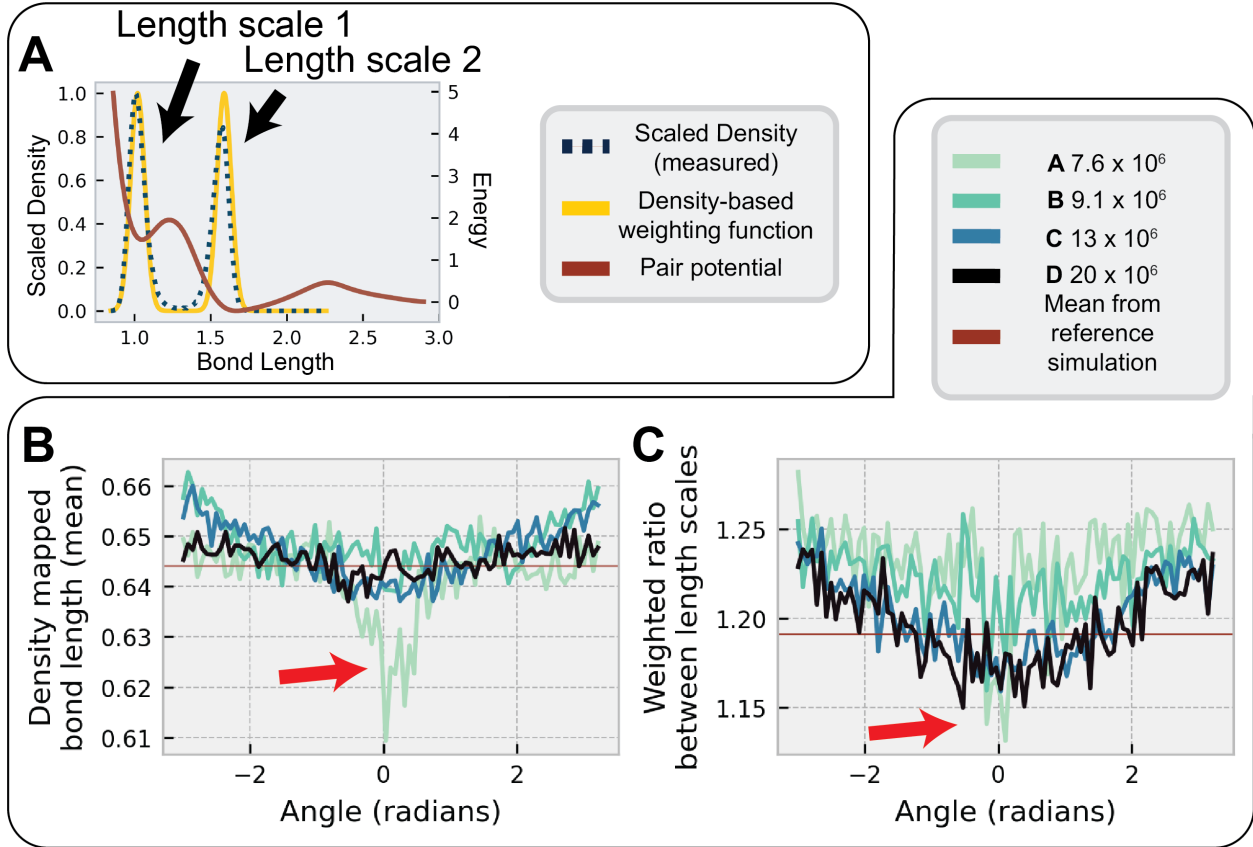 A
Length scale 1
Length scale 2
1.0
0.8
0.6
0.4
0.2
0.0
Scaled Density
5
4
3
2
1
0
Energy
1.0
1.5
2.0
2.5
3.0
Bond Length
Scaled Density
(measured)
Density-based
weighting function
Pair potential
A 7.6 x 10⁶
B 9.1 x 10⁶
C 13 x 10⁶
D 20 x 10⁶
Mean from
reference
simulation
B
Density mapped
bond length (mean)
0.66
0.65
0.64
0.63
0.62
0.61
−2
0
2
Angle (radians)
C
Weighted ratio
between length scales
1.25
1.20
1.15
−2
0
2
Angle (radians)